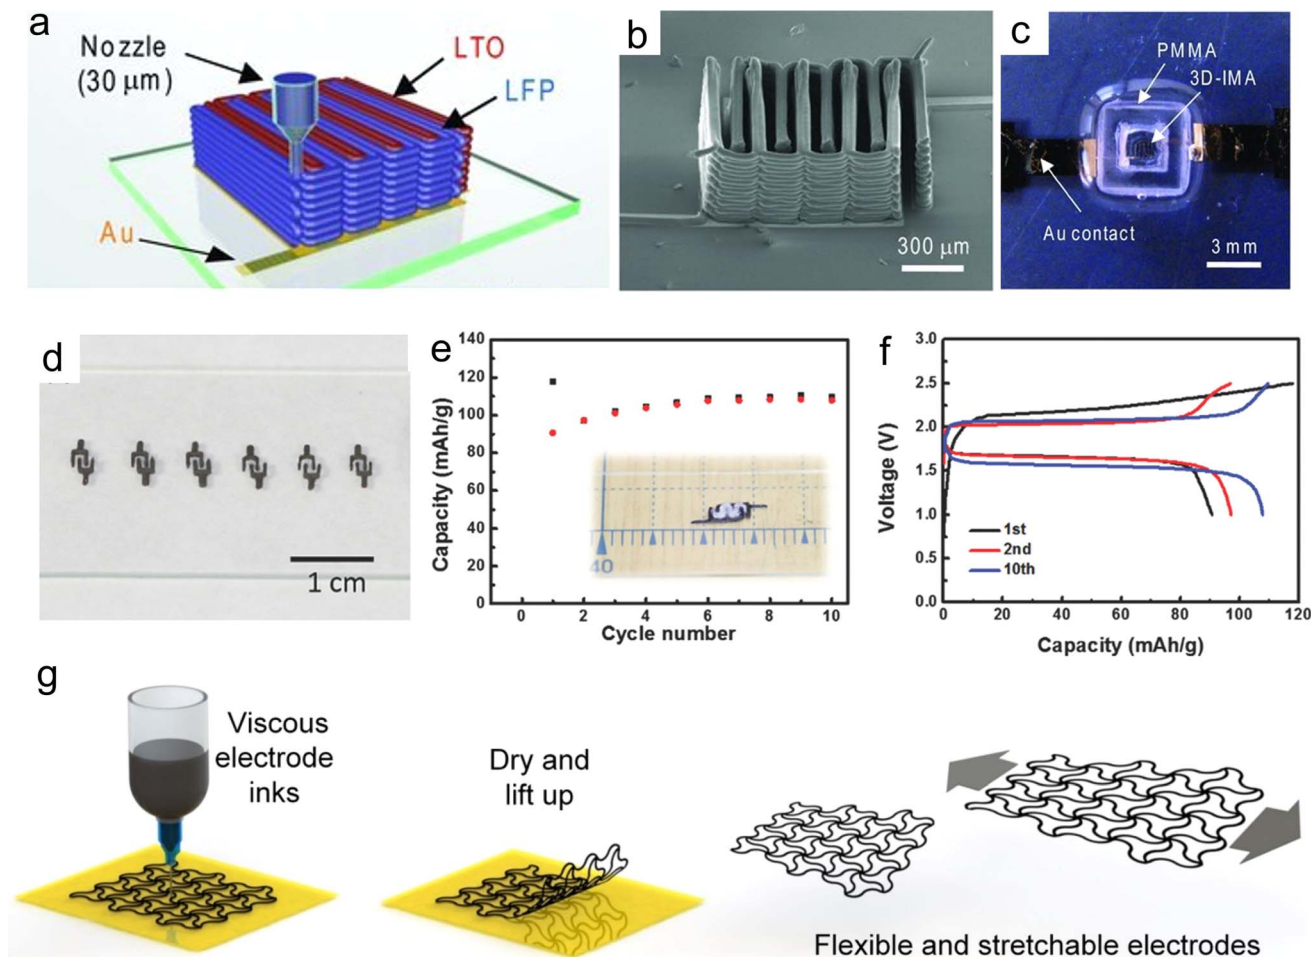 a
Nozzle
(30 μm)
LTO
LFP
Au
b
300 μm
c
PMMA
3D-IMA
Au contact
3 mm
d
1 cm
e
Capacity (mAh/g)
140
120
100
80
60
40
20
0
0 2 4 6 8 10
Cycle number
40
f
Voltage (V)
3.0
2.5
2.0
1.5
1.0
0.5
0.0
1st
2nd
10th
0 20 40 60 80 100 120
Capacity (mAh/g)
g
Viscous
electrode
inks
Dry and
lift up
Flexible and stretchable electrodes